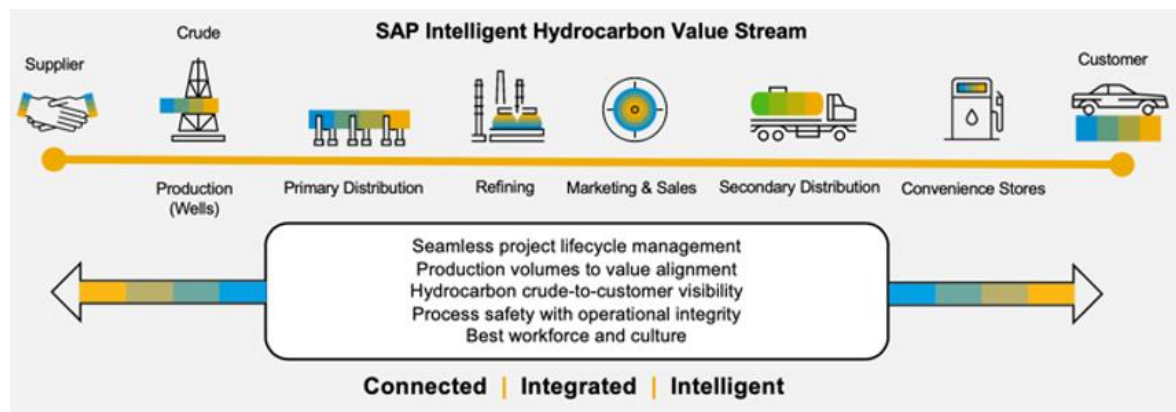 SAP Intelligent Hydrocarbon Value Stream
Supplier
Crude
Customer
Production
(Wells)
Primary Distribution
Refining
Marketing & Sales
Secondary Distribution
Convenience Stores
Seamless project lifecycle management
Production volumes to value alignment
Hydrocarbon crude-to-customer visibility
Process safety with operational integrity
Best workforce and culture
Connected | Integrated | Intelligent